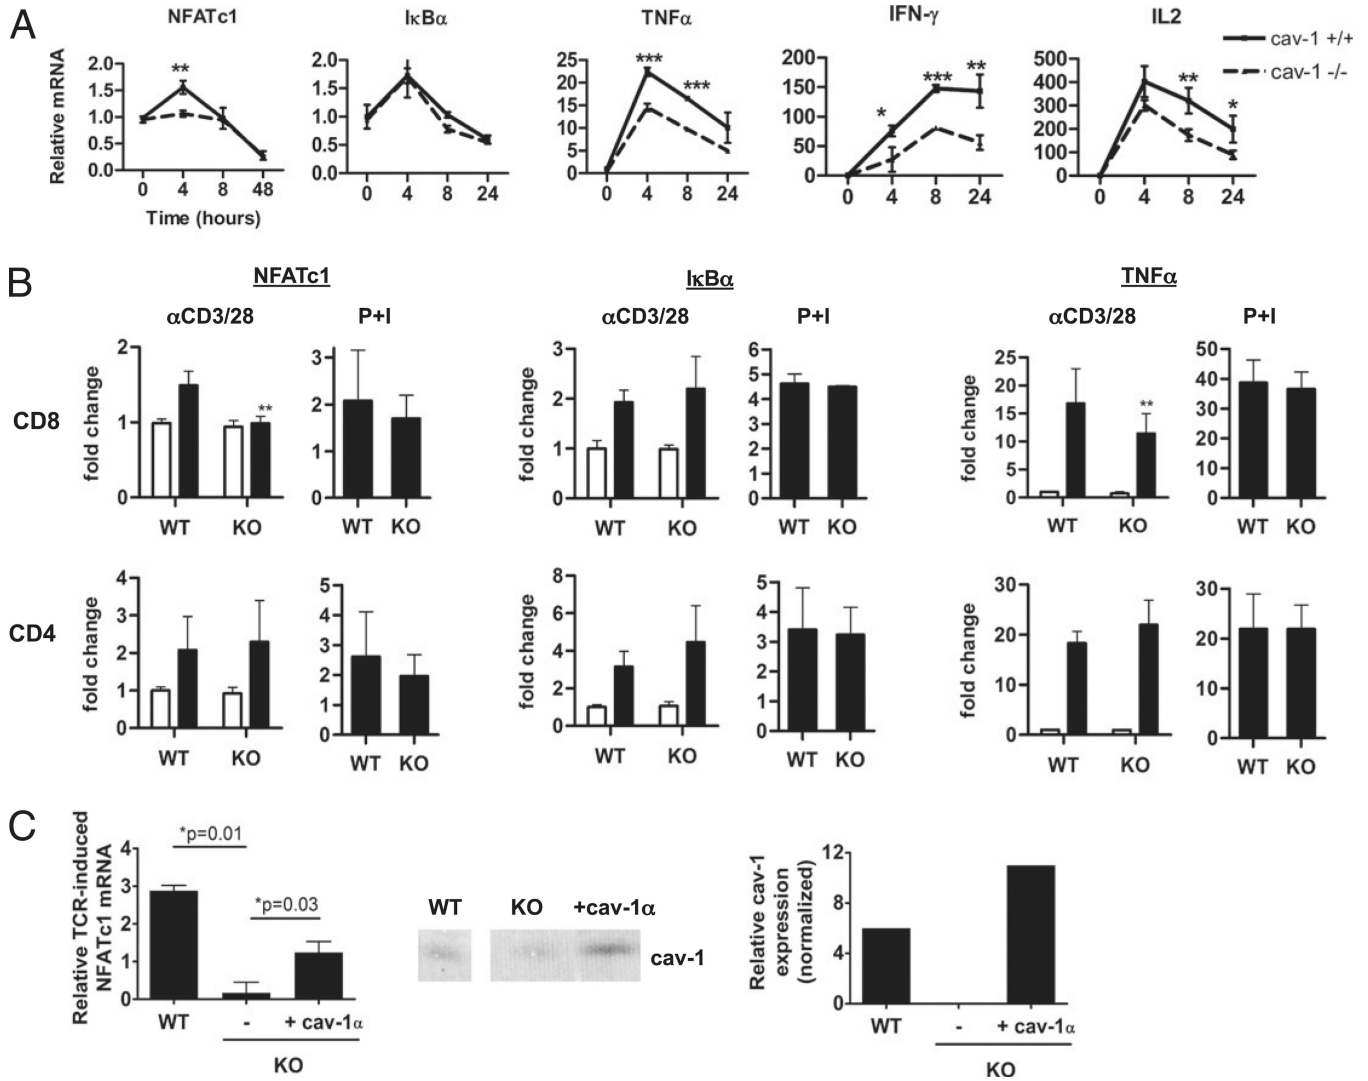 A
NFATc1
IκBα
TNFα
IFN-γ
IL2
cav-1 +/+
cav-1 -/-
Relative mRNA
2.0
1.5
1.0
0.5
0.0
**
0 4 8 48
Time (hours)
2.0
1.5
1.0
0.5
0.0
0 4 8 24
25
20
15
10
5
0
***
***
0 4 8 24
200
150
100
50
0
*
***
**
0 4 8 24
500
400
300
200
100
0
**
*
0 4 8 24
B
NFATc1
IκBα
TNFα
αCD3/28
P+I
αCD3/28
P+I
αCD3/28
P+I
CD8
fold change
2
1
0
**
WT KO
3
2
1
0
WT KO
fold change
3
2
1
0
WT KO
6
5
4
3
2
1
0
WT KO
fold change
25
20
15
10
5
0
**
WT KO
50
40
30
20
10
0
WT KO
CD4
fold change
4
3
2
1
0
WT KO
5
4
3
2
1
0
WT KO
fold change
8
6
4
2
0
WT KO
5
4
3
2
1
0
WT KO
fold change
30
20
10
0
WT KO
30
20
10
0
WT KO
C
Relative TCR-induced
NFATc1 mRNA
4
3
2
1
0
*p=0.01
*p=0.03
WT - + cav-1α
KO
WT KO +cav-1α
cav-1
Relative cav-1
expression
(normalized)
12
8
4
0
WT - + cav-1α
KO